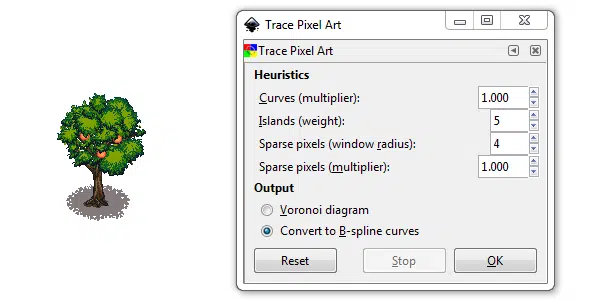 Trace Pixel Art
Trace Pixel Art
Heuristics
Curves (multiplier): 1.000
Islands (weight): 5
Sparse pixels (window radius): 4
Sparse pixels (multiplier): 1.000
Output
Voronoi diagram
Convert to B-spline curves
Reset Stop OK